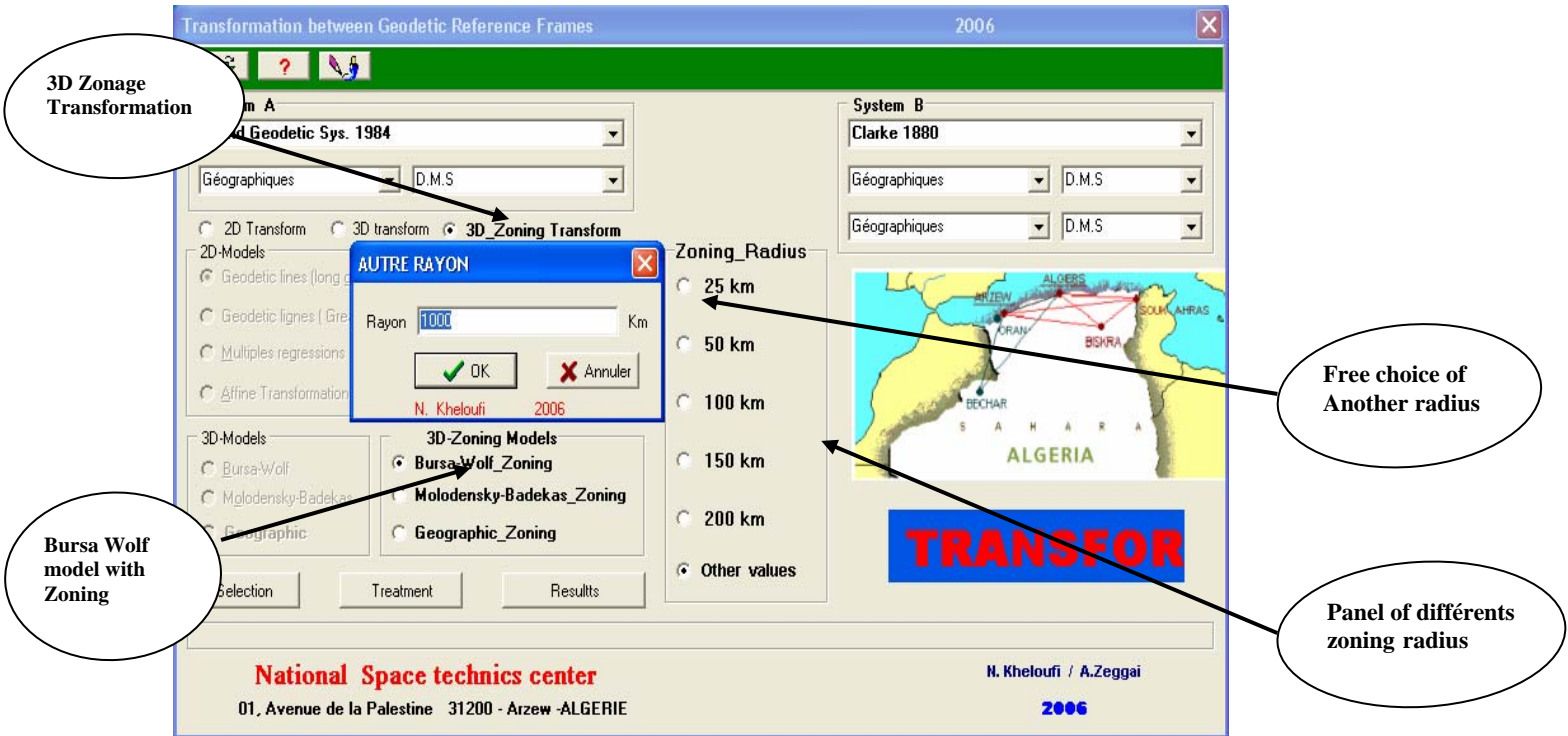 Transformation between Geodetic Reference Frames 2006
?
3D Zonage
Transformation
A
Geodetic Sys. 1984
Géographiques D.M.S
System B
Clarke 1880
Géographiques D.M.S
Géographiques D.M.S
2D Transform 3D transform 3D_Zoning Transform
2D-Models
Geodetic lines (long
Geodetic lignes (
Multiples regressions
Affine Transformation
AUTRE RAYON
Rayon 1000 Km
OK Annuler
N. Kheloufi 2006
Zoning_Radius
25 km
50 km
100 km
150 km
200 km
Other values
ALGERS
ARZEW
SOUK AHRAS
ORAN
BISKRA
BECHAR
SAHARA
ALGERIA
Free choice of
Another radius
3D-Models
Bursa-Wolf
Molodensky-Badekas
Geographic
3D-Zoning Models
Bursa-Wolf_Zoning
Molodensky-Badekas_Zoning
Geographic_Zoning
Bursa Wolf
model with
Zoning
TRANSFOR
Selection Treatment Resultts
Panel of différents
zoning radius
National Space technics center
01, Avenue de la Palestine 31200 - Arzew -ALGERIE
N. Kheloufi / A.Zeggai
2006